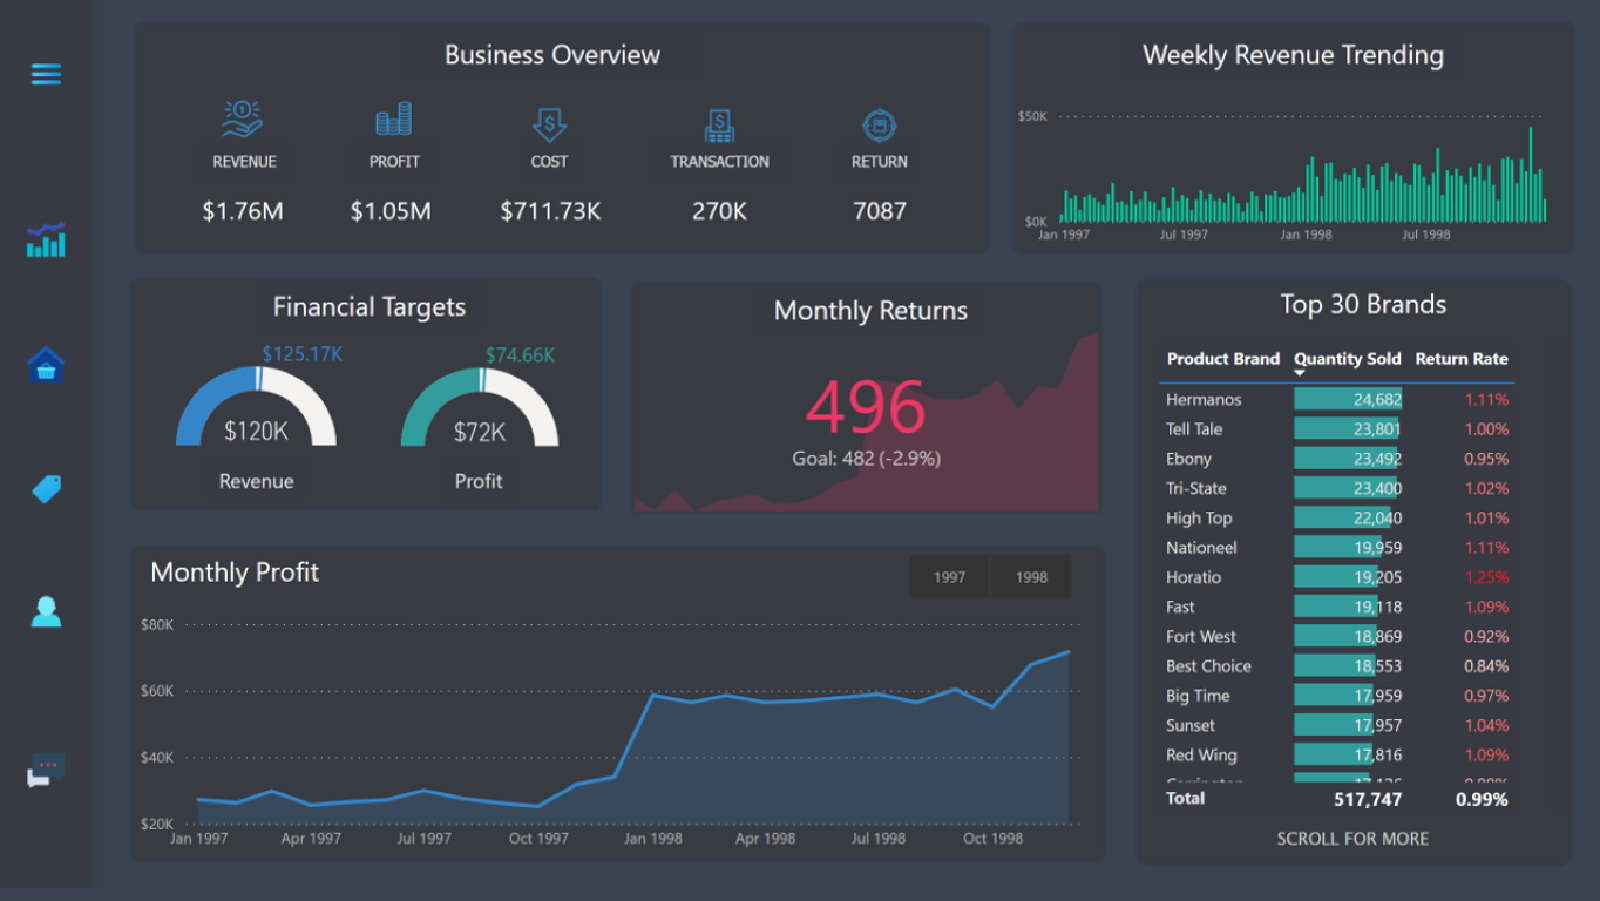 Business Overview
REVENUE PROFIT COST TRANSACTION RETURN
$1.76M $1.05M $711.73K 270K 7087
Weekly Revenue Trending
$50K
$0K
Jan 1997 Jul 1997 Jan 1998 Jul 1998
Financial Targets
$125.17K $74.66K
$120K $72K
Revenue Profit
Monthly Returns
496
Goal: 482 (-2.9%)
Top 30 Brands
Product Brand Quantity Sold Return Rate
Hermanos 24,682 1.11%
Tell Tale 23,801 1.00%
Ebony 23,492 0.95%
Tri-State 23,400 1.02%
High Top 22,040 1.01%
Nationeel 19,959 1.11%
Horatio 19,205 1.25%
Fast 19,118 1.09%
Fort West 18,869 0.92%
Best Choice 18,553 0.84%
Big Time 17,959 0.97%
Sunset 17,957 1.04%
Red Wing 17,816 1.09%
Total 517,747 0.99%
SCROLL FOR MORE
Monthly Profit
1997 1998
$80K
$60K
$40K
$20K
Jan 1997 Apr 1997 Jul 1997 Oct 1997 Jan 1998 Apr 1998 Jul 1998 Oct 1998